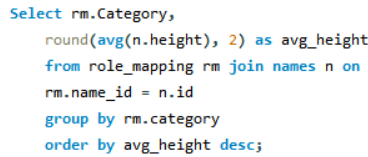 Select rm.Category,
round(avg(n.height), 2) as avg_height
from role_mapping rm join names n on
rm.name_id = n.id
group by rm.category
order by avg_height desc;